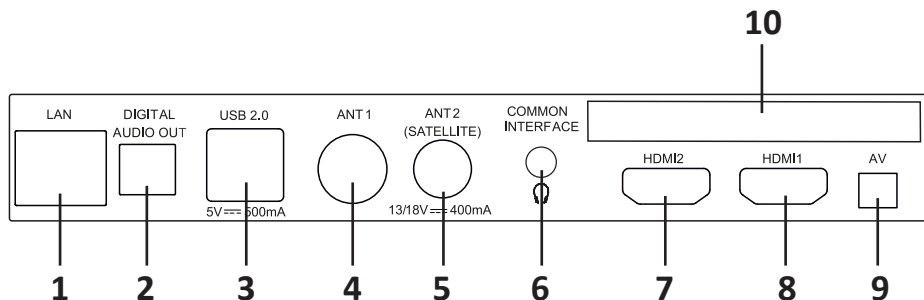 10
LAN
DIGITAL
AUDIO OUT
USB 2.0
ANT1
ANT2
(SATELLITE)
COMMON
INTERFACE
HDMI2
HDMI1
AV
5V⎓500mA
13/18V⎓400mA
1 2 3 4 5 6 7 8 9